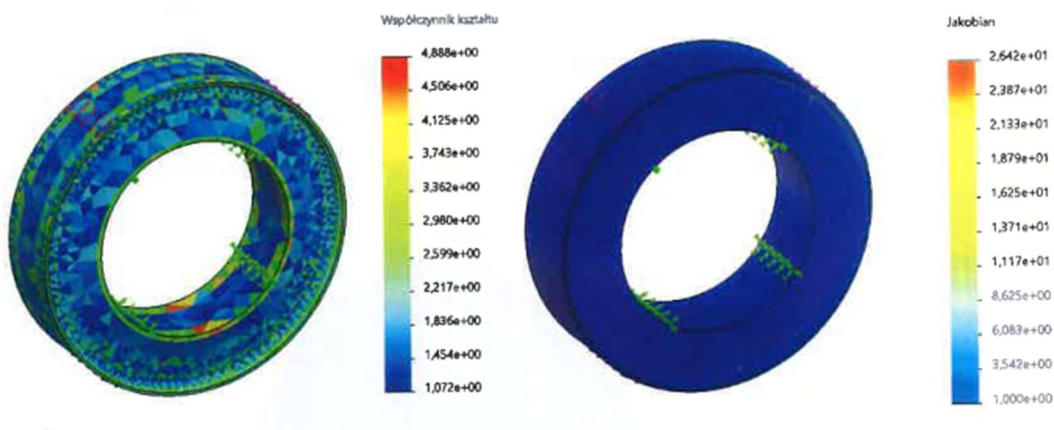 Współczynnik kształtu
4,888e+00
4,506e+00
4,125e+00
3,743e+00
3,362e+00
2,980e+00
2,599e+00
2,217e+00
1,836e+00
1,454e+00
1,072e+00
Jakobian
2,642e+01
2,387e+01
2,133e+01
1,879e+01
1,625e+01
1,371e+01
1,117e+01
8,625e+00
6,083e+00
3,542e+00
1,000e+00